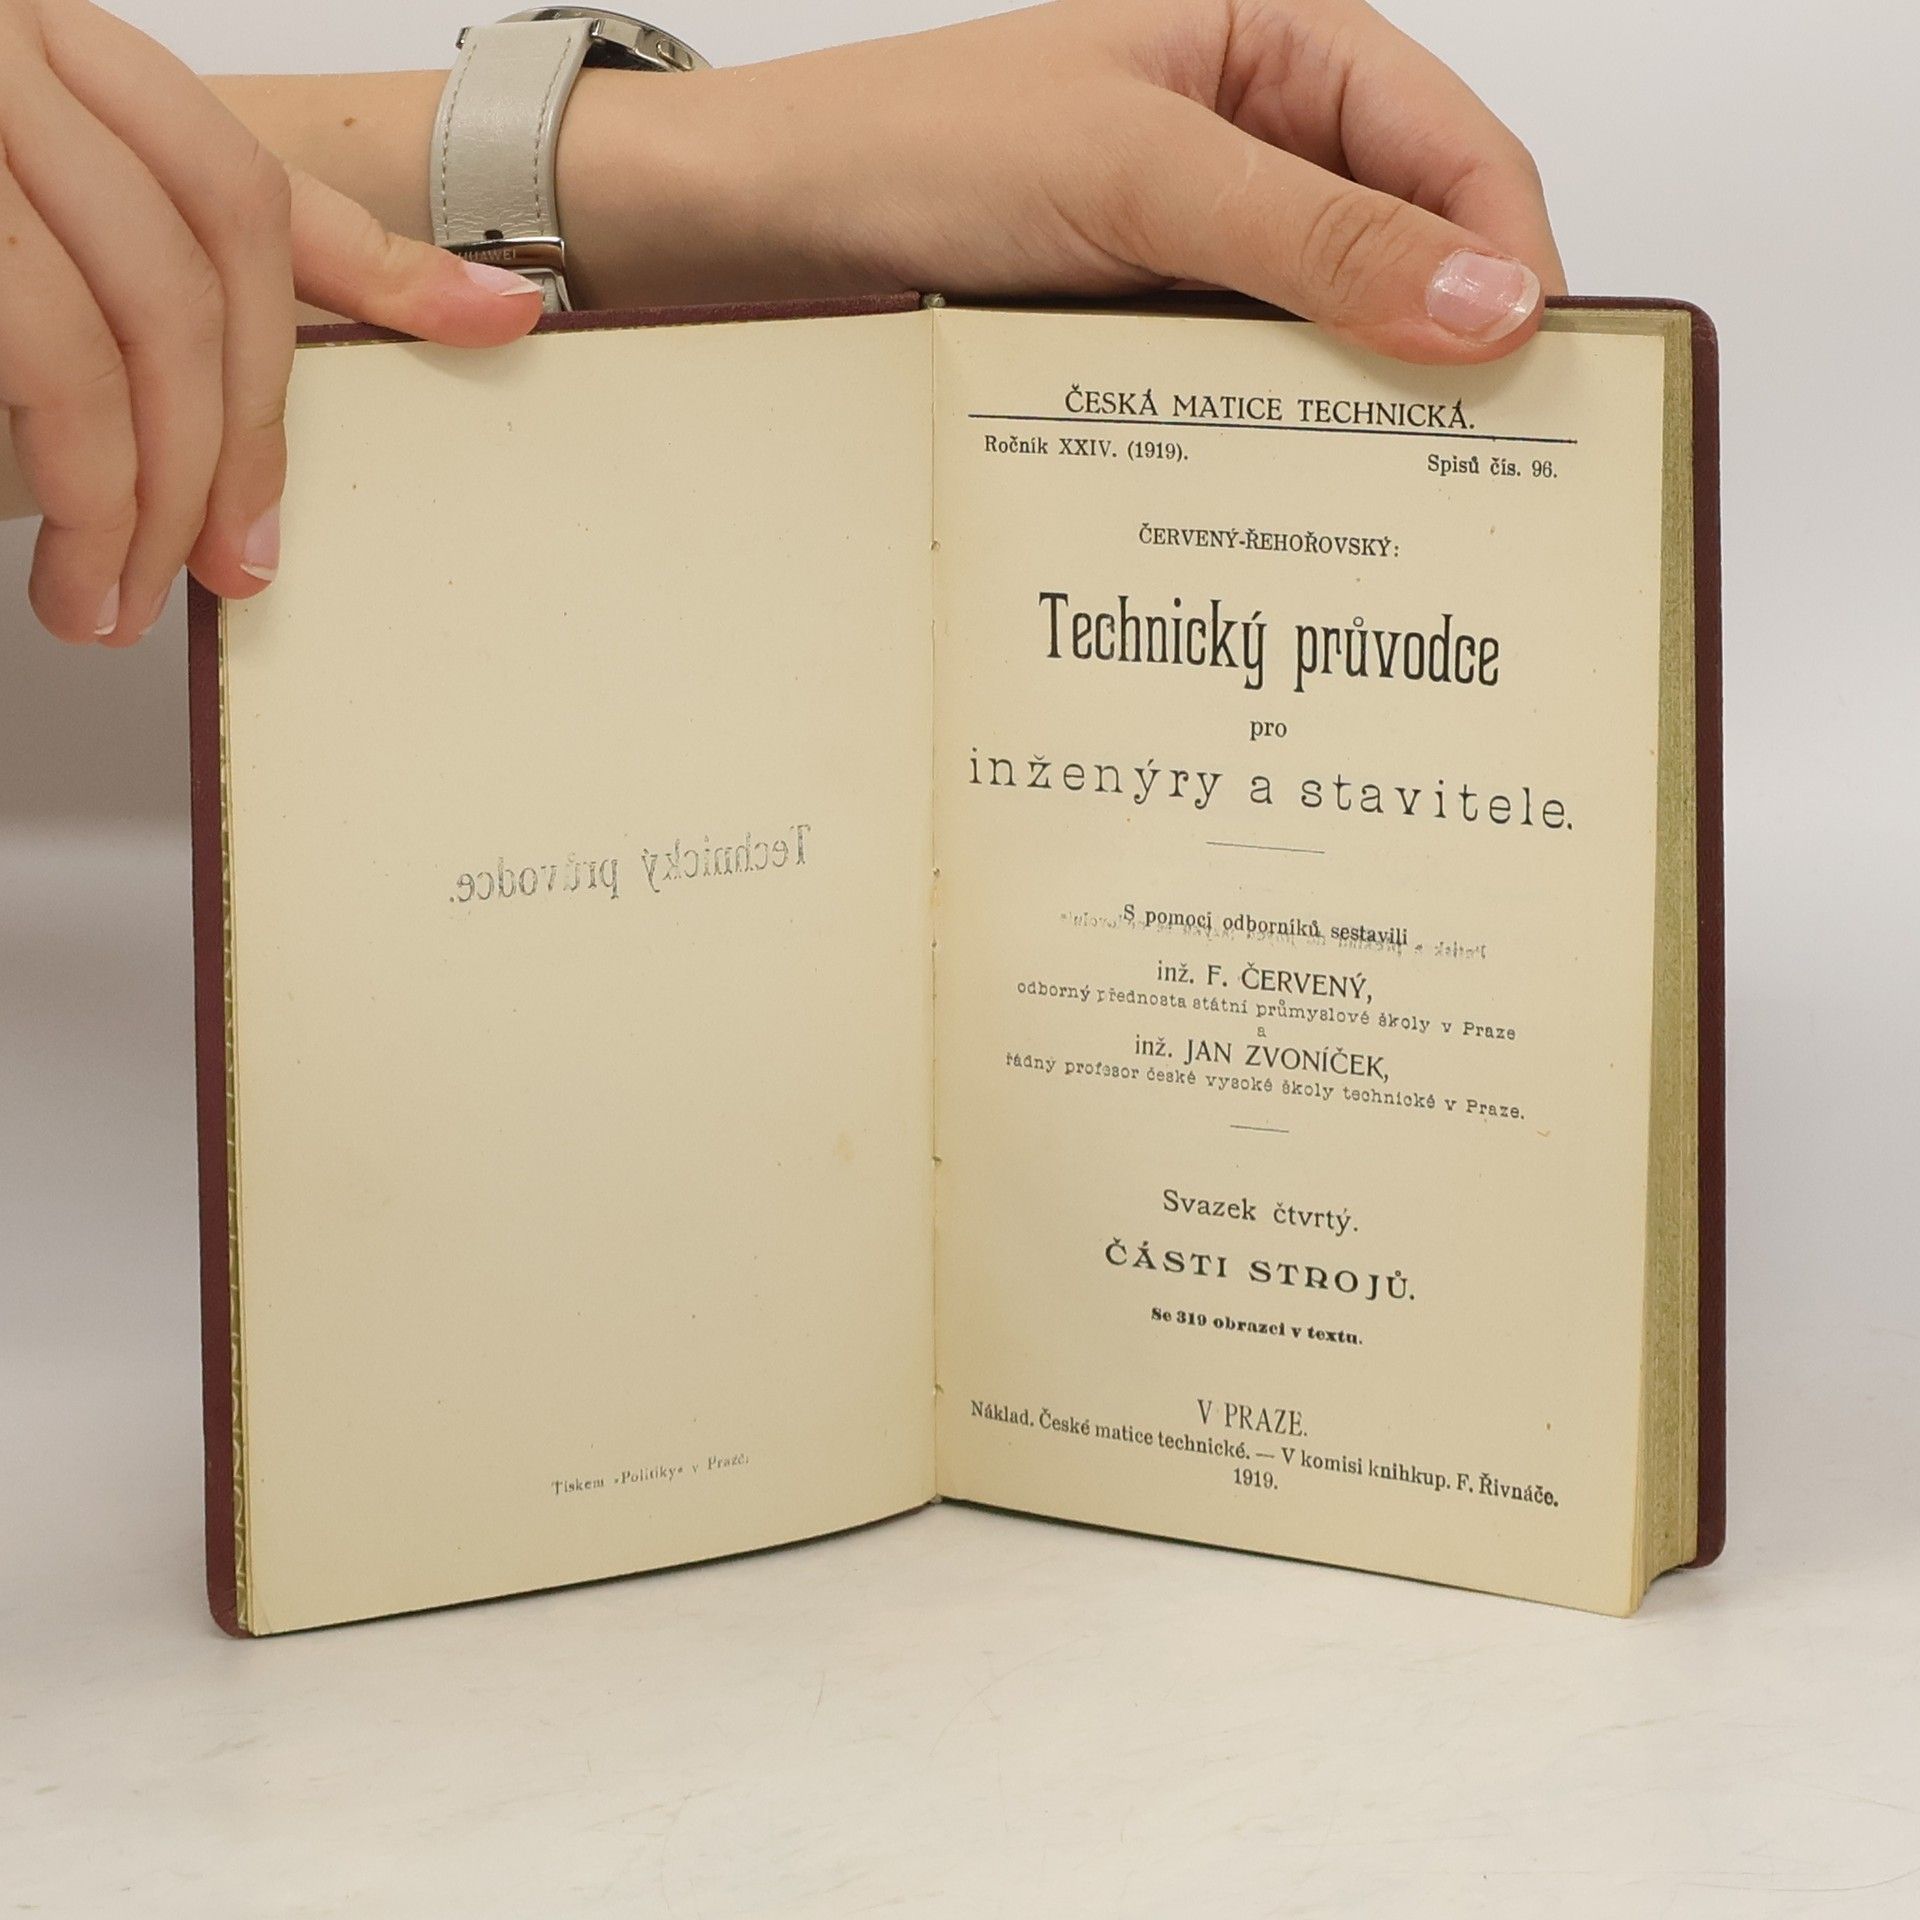 HUAWEI
Technický průvodce.
Tiskem »Politiky« v Praze.
ČESKÁ MATICE TECHNICKÁ.
Ročník XXIV. (1919).
Spisů čís. 96.
ČERVENÝ-ŘEHOŘOVSKÝ:
Technický průvodce
pro
inženýry a stavitele.
S pomocí odborníků sestavili
inž. F. ČERVENÝ,
odborný přednosta státní průmyslové školy v Praze
a
inž. JAN ZVONÍČEK,
řádný profesor české vysoké školy technické v Praze.
Svazek čtvrtý.
ČÁSTI STROJŮ.
Se 319 obrazci v textu.
V PRAZE.
Náklad. České matice technické. — V komisi knihkup. F. Řivnáče.
1919.